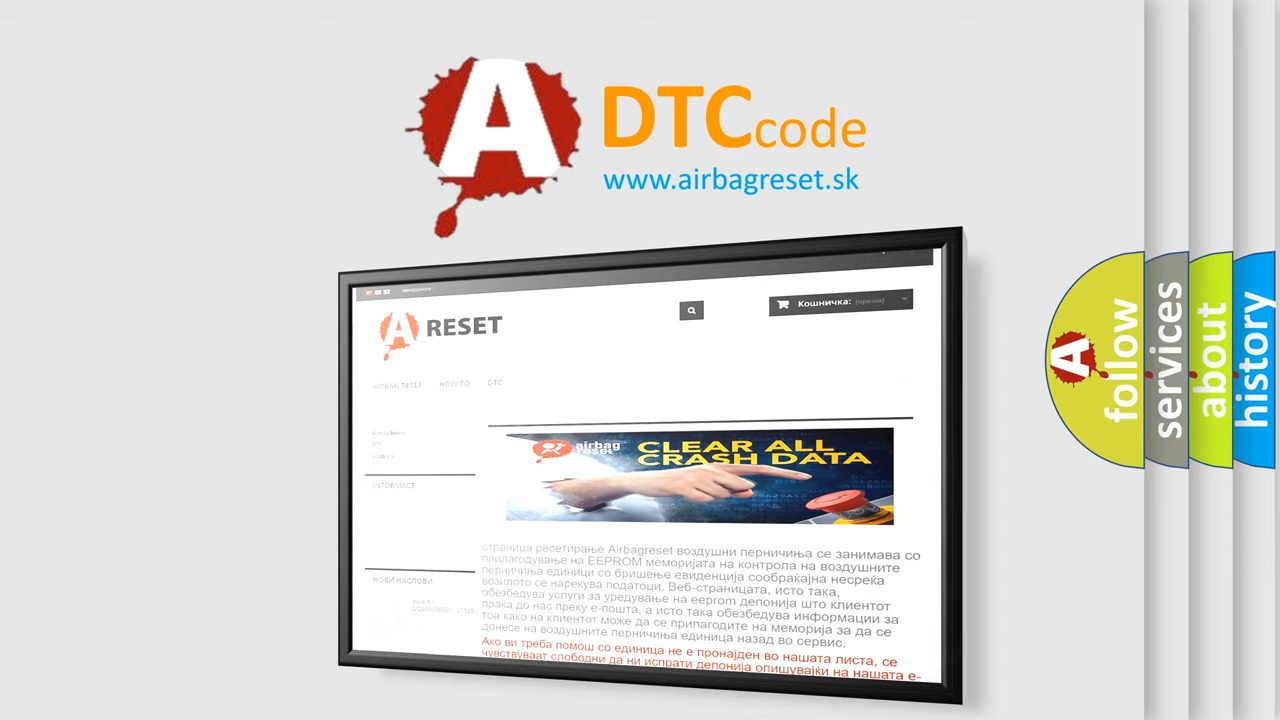 A DTCcode
www.airbagreset.sk
A RESET
Кошничка: (празна)
AIRBAG RESET HOW TO DTC
INFORMACE
airbag
reset
CLEAR ALL
CRASH DATA
страница ресетирање Airbagreset воздушни перничиња се занимава со
прилагодување на EEPROM меморијата на контрола на воздушните
перничиња единици со бришење евиденција сообраќајна несреќа
возилото се нарекува податоци. Веб-страницата, исто така,
обезбедува услуги за уредување на eeprom депонија што клиентот
праќа до нас преку е-пошта, а исто така обезбедува информации за
тоа како на клиентот може да се прилагодите на меморија за да се
донесе на воздушните перничиња единица назад во сервис.
Ако ви треба помош со единица не е пронајден во нашата листа, се
чувствуваат слободни да ни испрати депонија опишувајќи на нашата е-
НОВИ НАСЛОВИ
A
follow
services
about
history